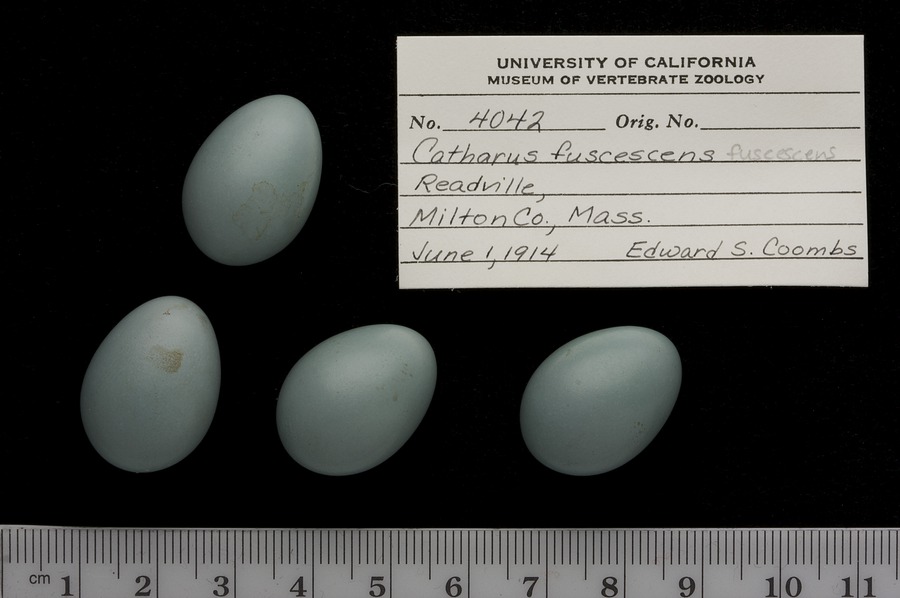 UNIVERSITY OF CALIFORNIA
MUSEUM OF VERTEBRATE ZOOLOGY
No. 4042 Orig. No.
Catharus fuscescens fuscescens
Readville,
Milton Co., Mass.
June 1, 1914 Edward S. Coombs
cm 1 2 3 4 5 6 7 8 9 10 11